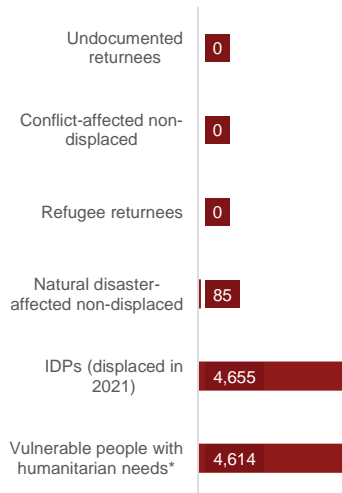 Undocumented
returnees
0
Conflict-affected non-
displaced
0
Refugee returnees
0
Natural disaster-
affected non-displaced
85
IDPs (displaced in
2021)
4,655
Vulnerable people with
humanitarian needs*
4,614